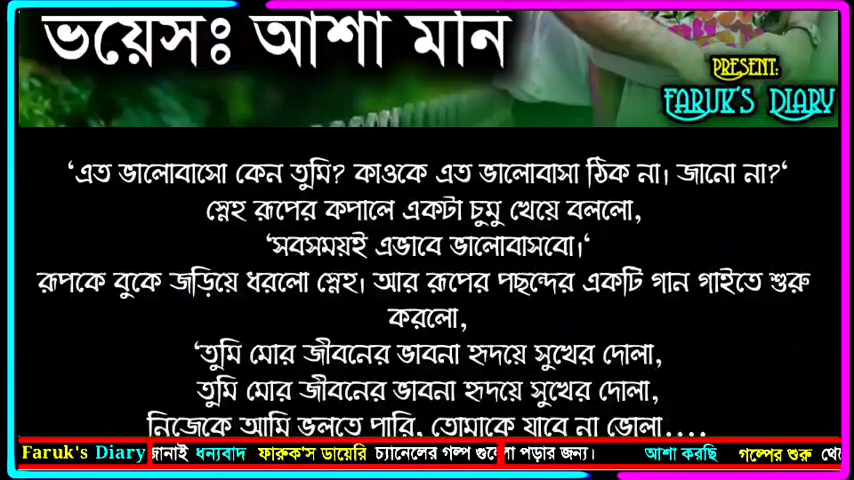 ভয়েসঃ আশা মনি
PRESENT:
FARUK'S DIARY
‘এত ভালোবাসো কেন তুমি? কাওকে এত ভালোবাসা ঠিক না। জানো না?‘
স্নেহ রূপের কপালে একটা চুমু খেয়ে বললো,
‘সবসময়ই এভাবে ভালোবাসবো।‘
রূপকে বুকে জড়িয়ে ধরলো স্নেহ। আর রূপের পছন্দের একটি গান গাইতে শুরু
করলো,
‘তুমি মোর জীবনের ভাবনা হৃদয়ে সুখের দোলা,
তুমি মোর জীবনের ভাবনা হৃদয়ে সুখের দোলা,
নিজেকে আমি ভুলতে পারি, তোমাকে যাবে না ভোলা....
Faruk's Diary জানাই ধন্যবাদ ফারুক'স ডায়েরি চ্যানেলের গল্প গুলো পড়ার জন্য। আশা করছি গল্পের শুরু থেকে